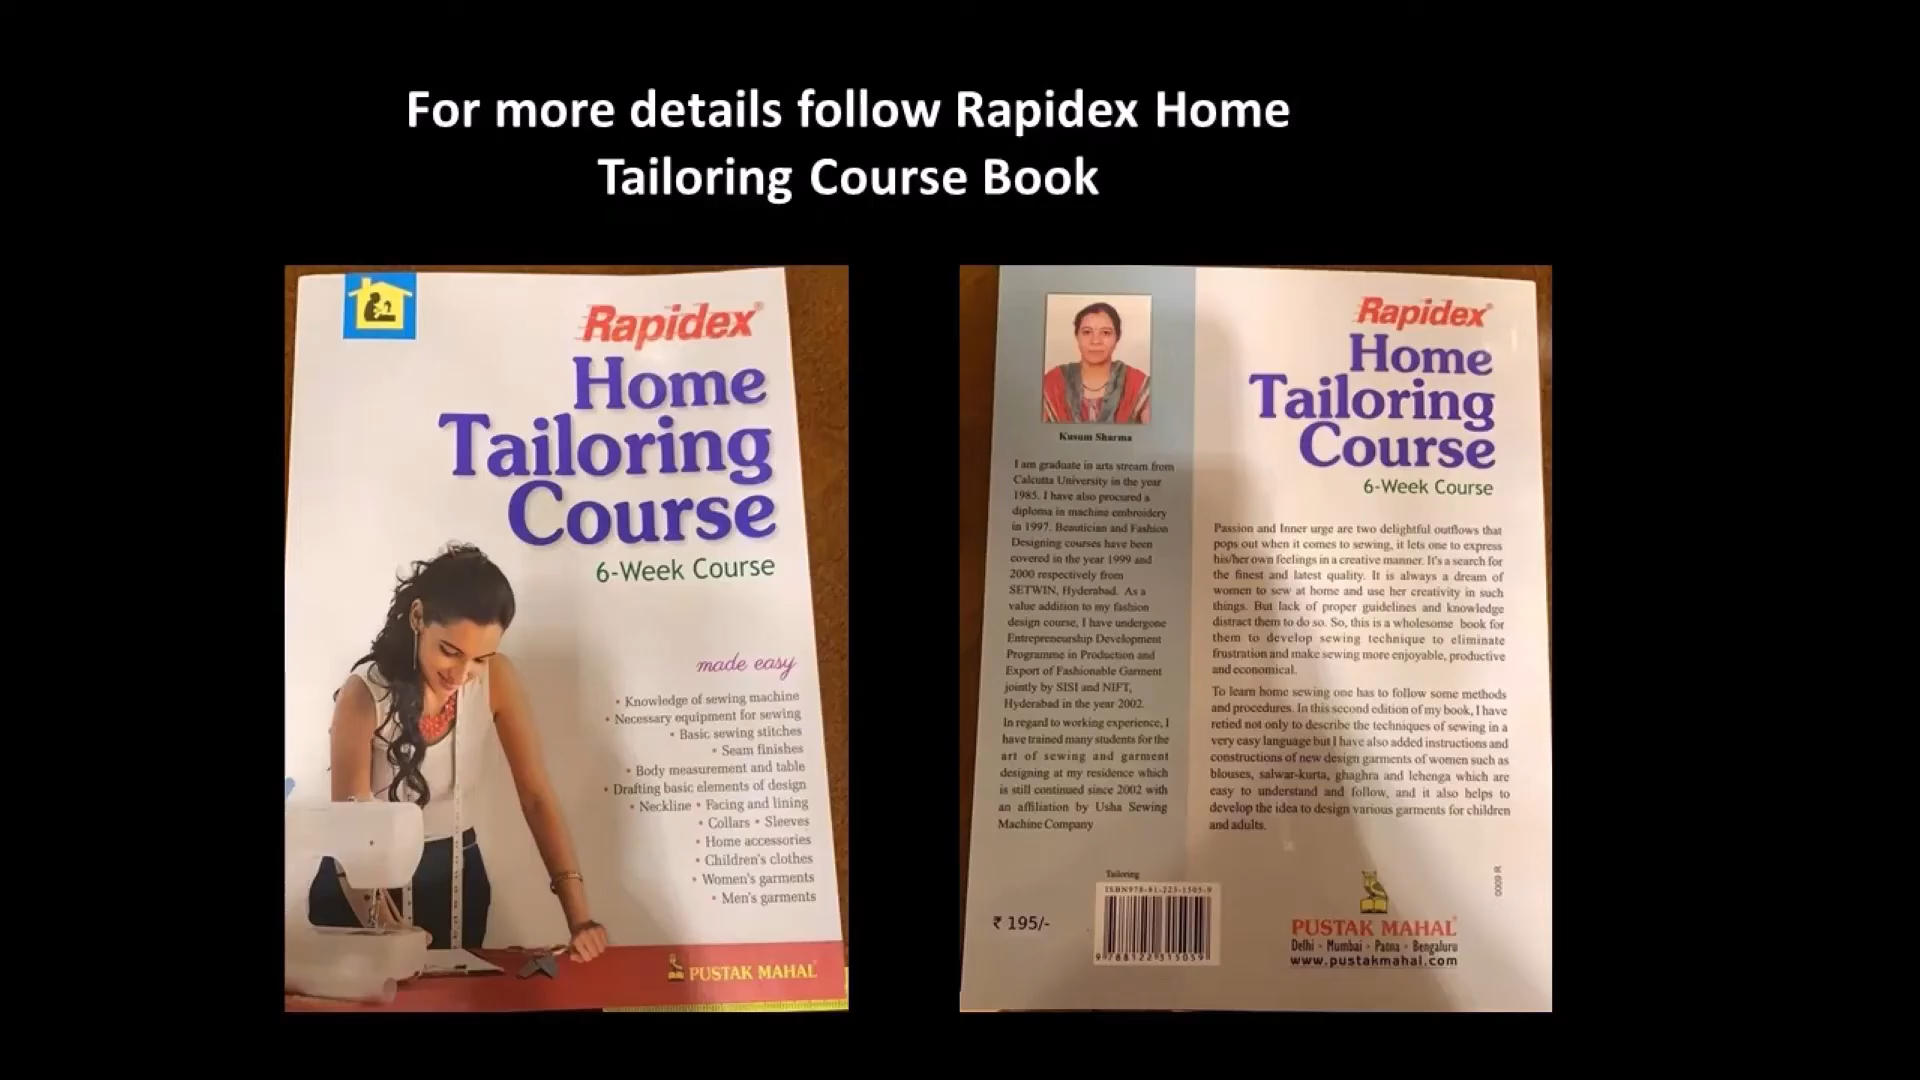 For more details follow Rapidex Home
Tailoring Course Book
Rapidex®
Home
Tailoring
Course
6-Week Course
made easy
• Knowledge of sewing machine
• Necessary equipment for sewing
• Basic sewing stitches
• Seam finishes
• Body measurement and table
• Drafting basic elements of design
• Neckline • Facing and lining
• Collars • Sleeves
• Home accessories
• Children's clothes
• Women's garments
• Men's garments
PUSTAK MAHAL®
Kusum Sharma
I am graduate in arts stream from
Calcutta University in the year
1985. I have also procured a
diploma in machine embroidery
in 1997. Beautician and Fashion
Designing courses have been
covered in the year 1999 and
2000 respectively from
SETWIN, Hyderabad. As a
value addition to my fashion
design course, I have undergone
Entrepreneurship Development
Programme in Production and
Export of Fashionable Garment
jointly by SISI and NIFT,
Hyderabad in the year 2002.
In regard to working experience, I
have trained many students for the
art of sewing and garment
designing at my residence which
is still continued since 2002 with
an affiliation by Usha Sewing
Machine Company
Tailoring
ISBN978-81-223-1505-9
9 788122 315059
₹ 195/-
Rapidex®
Home
Tailoring
Course
6-Week Course
Passion and Inner urge are two delightful outflows that
pops out when it comes to sewing, it lets one to express
his/her own feelings in a creative manner. It's a search for
the finest and latest quality. It is always a dream of
women to sew at home and use her creativity in such
things. But lack of proper guidelines and knowledge
distract them to do so. So, this is a wholesome book for
them to develop sewing technique to eliminate
frustration and make sewing more enjoyable, productive
and economical.
To learn home sewing one has to follow some methods
and procedures. In this second edition of my book, I have
retied not only to describe the techniques of sewing in a
very easy language but I have also added instructions and
constructions of new design garments of women such as
blouses, salwar-kurta, ghaghra and lehenga which are
easy to understand and follow, and it also helps to
develop the idea to design various garments for children
and adults.
0009 R
PUSTAK MAHAL®
Delhi • Mumbai • Patna • Bengaluru
www.pustakmahal.com